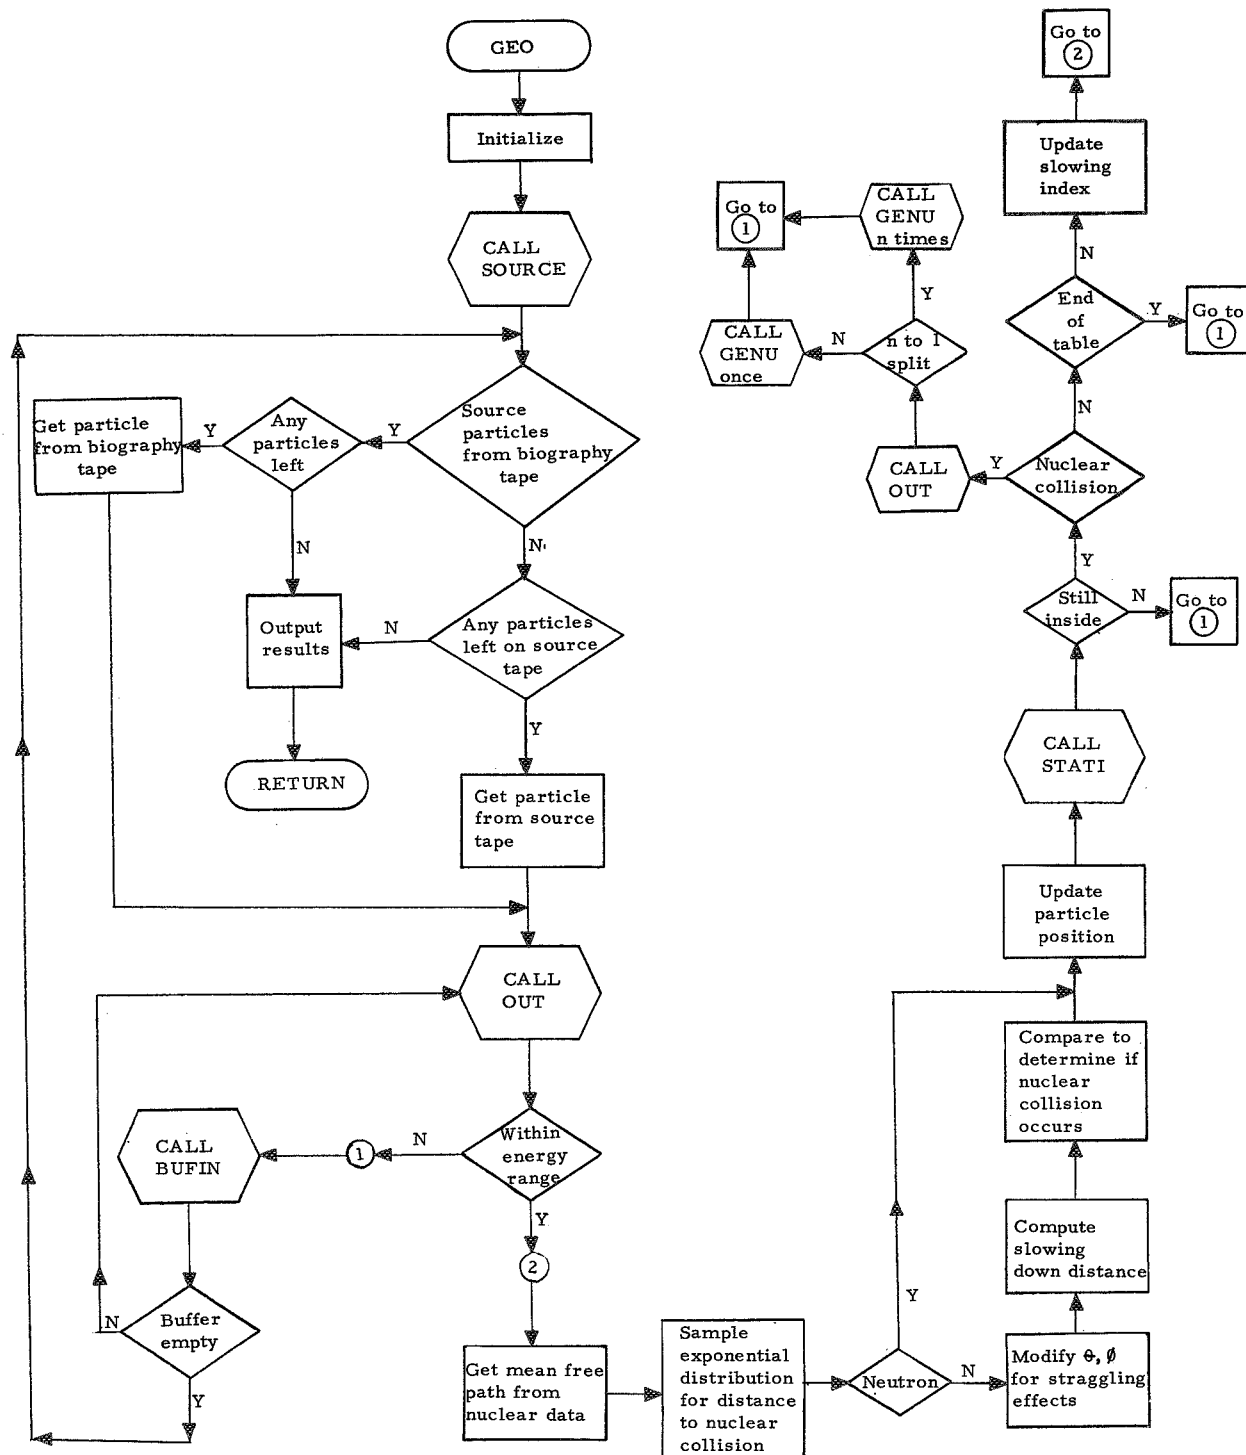 GEO
Initialize
CALL
SOURCE
Source
particles
from biography
tape
Y
Any
particles
left
Y
Get particle
from biography
tape
N
N
Any particles
left on source
tape
N
Output
results
RETURN
Y
Get particle
from source
tape
CALL
OUT
Within
energy
range
N
1
CALL
BUFIN
Buffer
empty
N
Y
Y
2
Get mean free
path from
nuclear data
Sample
exponential
distribution
for distance
to nuclear
collision
Neutron
Y
N
Modify θ, ø
for straggling
effects
Compute
slowing
down distance
Compare to
determine if
nuclear
collision
occurs
Update
particle
position
CALL
STATI
Still
inside
N
Go to
1
Y
Nuclear
collision
Y
CALL
OUT
n to 1
split
N
CALL
GENU
once
Y
CALL
GENU
n times
Go to
1
N
End
of
table
Y
Go to
1
N
Update
slowing
index
Go to
2